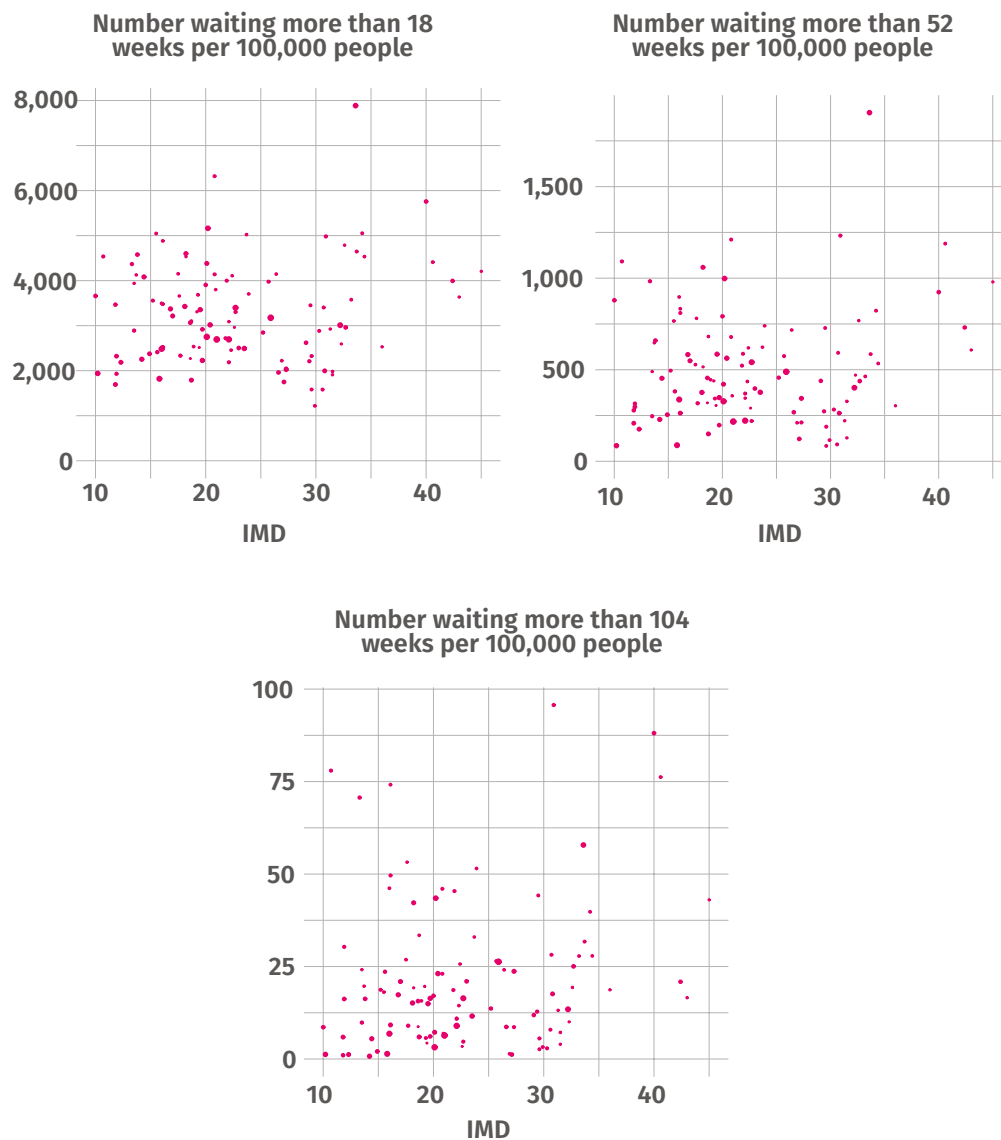 Number waiting more than 18
weeks per 100,000 people
8,000
6,000
4,000
2,000
0
10 20 30 40
IMD
Number waiting more than 52
weeks per 100,000 people
1,500
1,000
500
0
10 20 30 40
IMD
Number waiting more than 104
weeks per 100,000 people
100
75
50
25
0
10 20 30 40
IMD